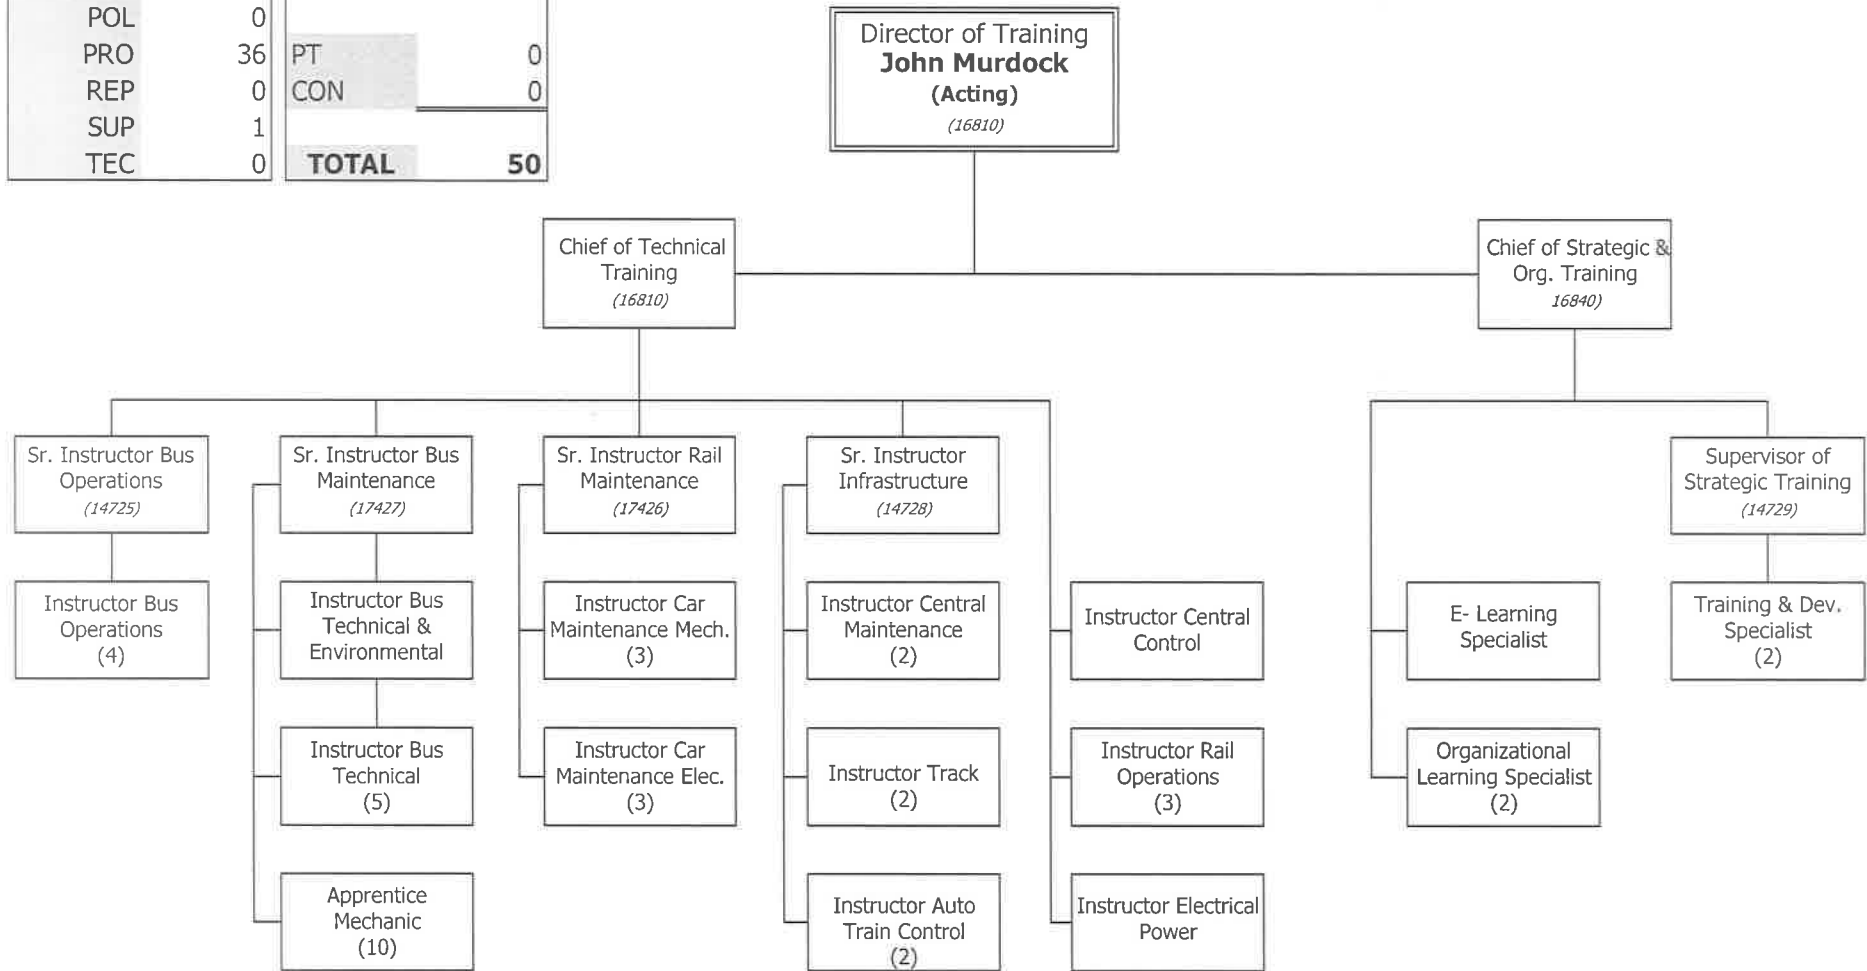 POL 0
PRO 36
REP 0
SUP 1
TEC 0
PT 0
CON 0
TOTAL 50
Director of Training
John Murdock
(Acting)
(16810)
Chief of Technical
Training
(16810)
Chief of Strategic &
Org. Training
16840)
Sr. Instructor Bus
Operations
(14725)
Sr. Instructor Bus
Maintenance
(17427)
Sr. Instructor Rail
Maintenance
(17426)
Sr. Instructor
Infrastructure
(14728)
Supervisor of
Strategic Training
(14729)
Instructor Bus
Operations
(4)
Instructor Bus
Technical &
Environmental
Instructor Car
Maintenance Mech.
(3)
Instructor Central
Maintenance
(2)
Instructor Central
Control
E- Learning
Specialist
Training & Dev.
Specialist
(2)
Instructor Bus
Technical
(5)
Instructor Car
Maintenance Elec.
(3)
Instructor Track
(2)
Instructor Rail
Operations
(3)
Organizational
Learning Specialist
(2)
Apprentice
Mechanic
(10)
Instructor Auto
Train Control
(2)
Instructor Electrical
Power